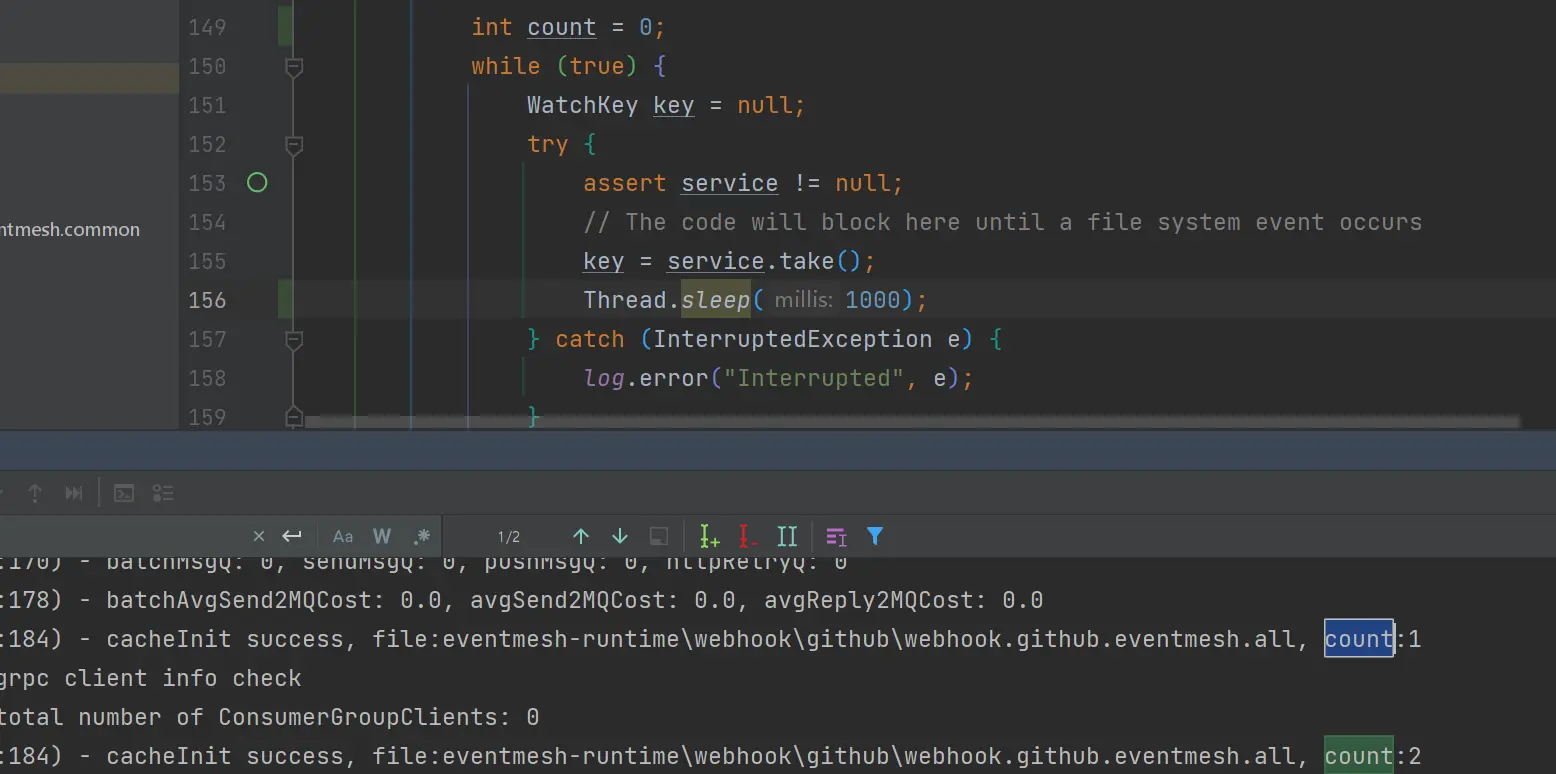 149 int count = 0;
150 while (true) {
151 WatchKey key = null;
152 try {
153 assert service != null;
154 // The code will block here until a file system event occurs
ntmesh.common
155 key = service.take();
156 Thread.sleep( millis: 1000);
157 } catch (InterruptedException e) {
158 log.error("Interrupted", e);
159 }
Aa W .* 1/2
:170) - batchMsgQ: 0, sendMsgQ: 0, pushMsgQ: 0, httpRetryQ: 0
:178) - batchAvgSend2MQCost: 0.0, avgSend2MQCost: 0.0, avgReply2MQCost: 0.0
:184) - cacheInit success, file:eventmesh-runtime\webhook\github\webhook.github.eventmesh.all, count:1
grpc client info check
total number of ConsumerGroupClients: 0
:184) - cacheInit success, file:eventmesh-runtime\webhook\github\webhook.github.eventmesh.all, count:2